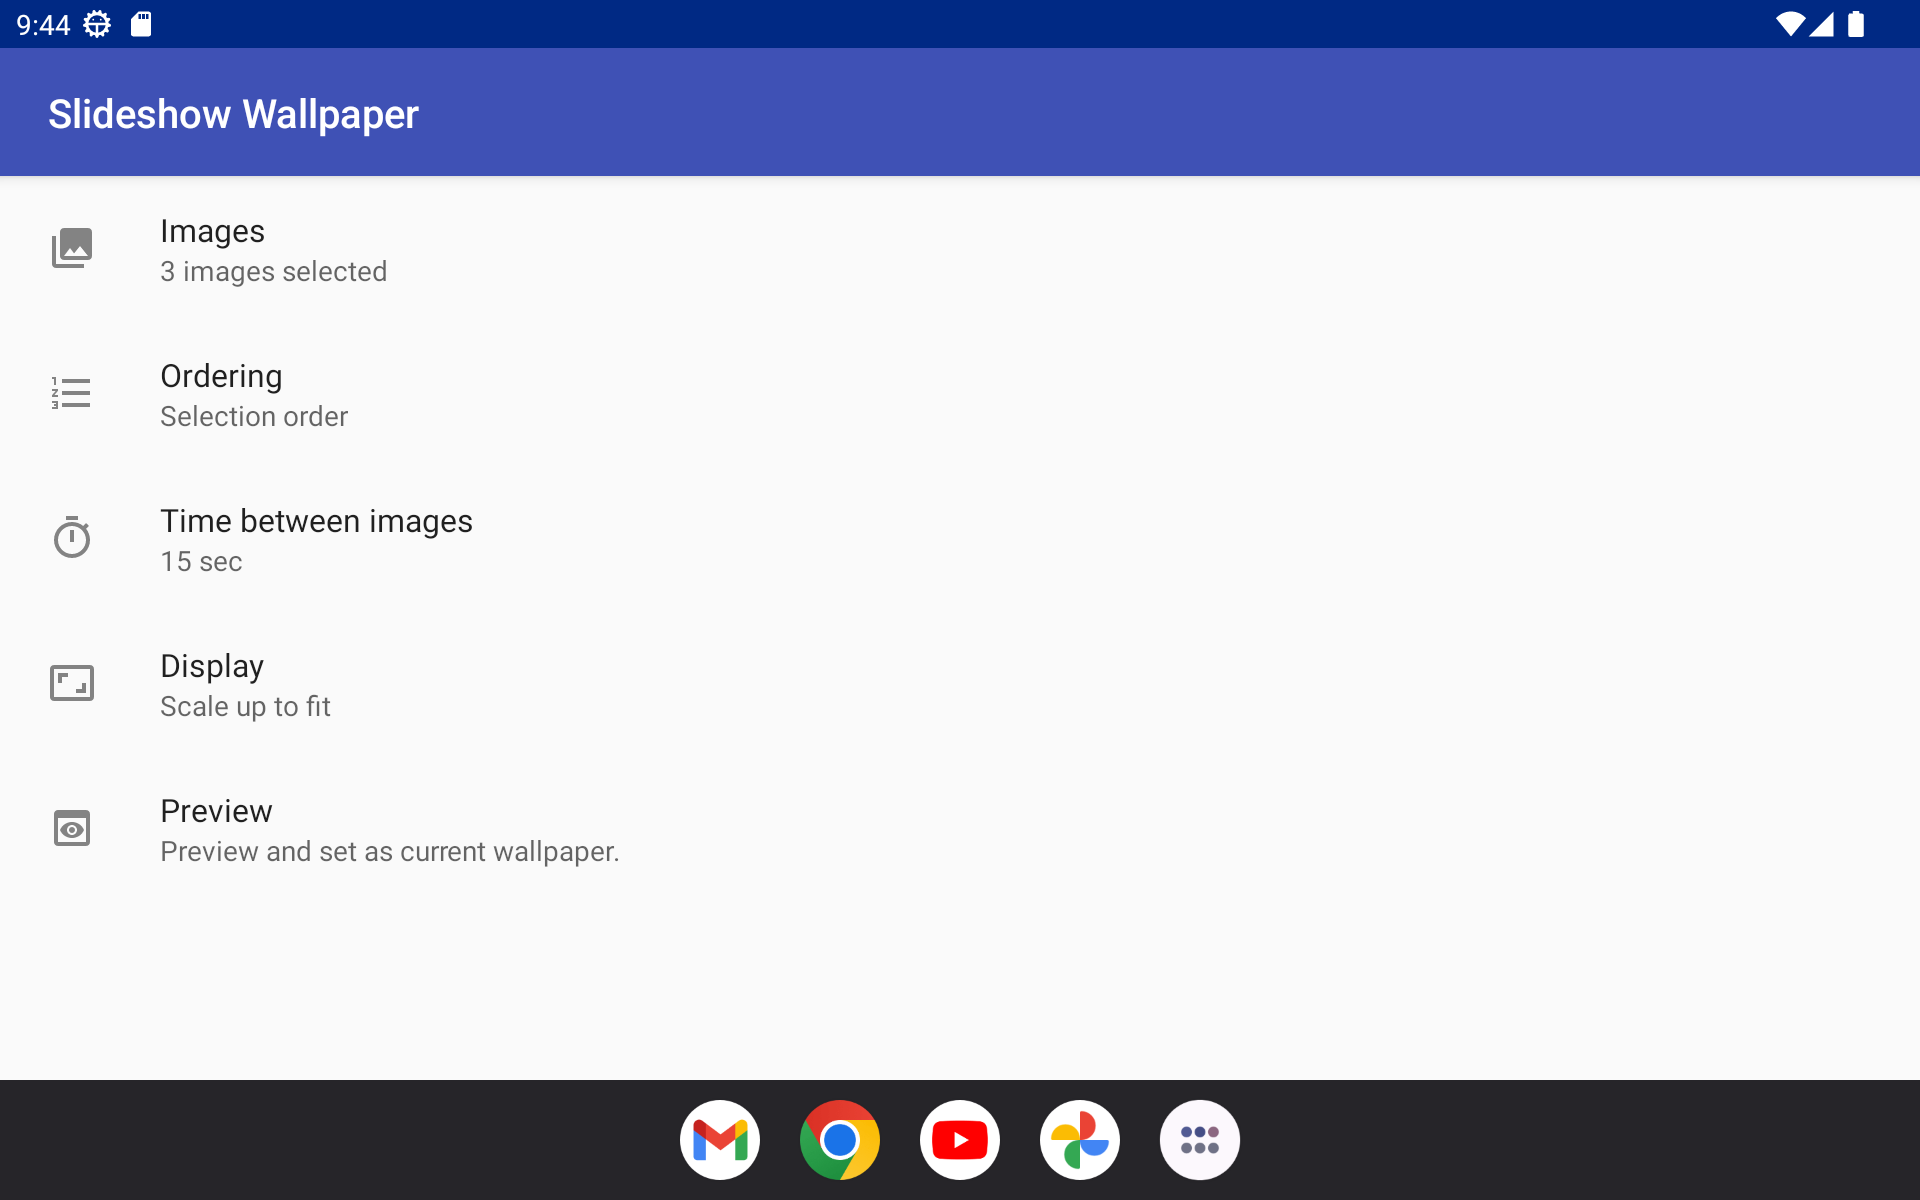 9:44
Slideshow Wallpaper
Images
3 images selected
Ordering
Selection order
Time between images
15 sec
Display
Scale up to fit
Preview
Preview and set as current wallpaper.